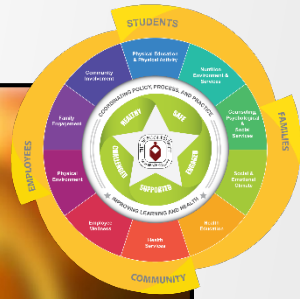 STUDENTS
Physical Education
& Physical Activity
Nutrition
Environment &
Services
Counseling,
Psychological
&
Social
Services
Social &
Emotional
Climate
Health
Education
Health
Services
Employee
Wellness
Physical
Environment
Family
Engagement
Community
Involvement
FAMILIES
COMMUNITY
EMPLOYEES
COORDINATING POLICY, PROCESS, AND PRACTICE
IMPROVING LEARNING AND HEALTH
HEALTHY
SAFE
ENGAGED
SUPPORTED
CHALLENGED